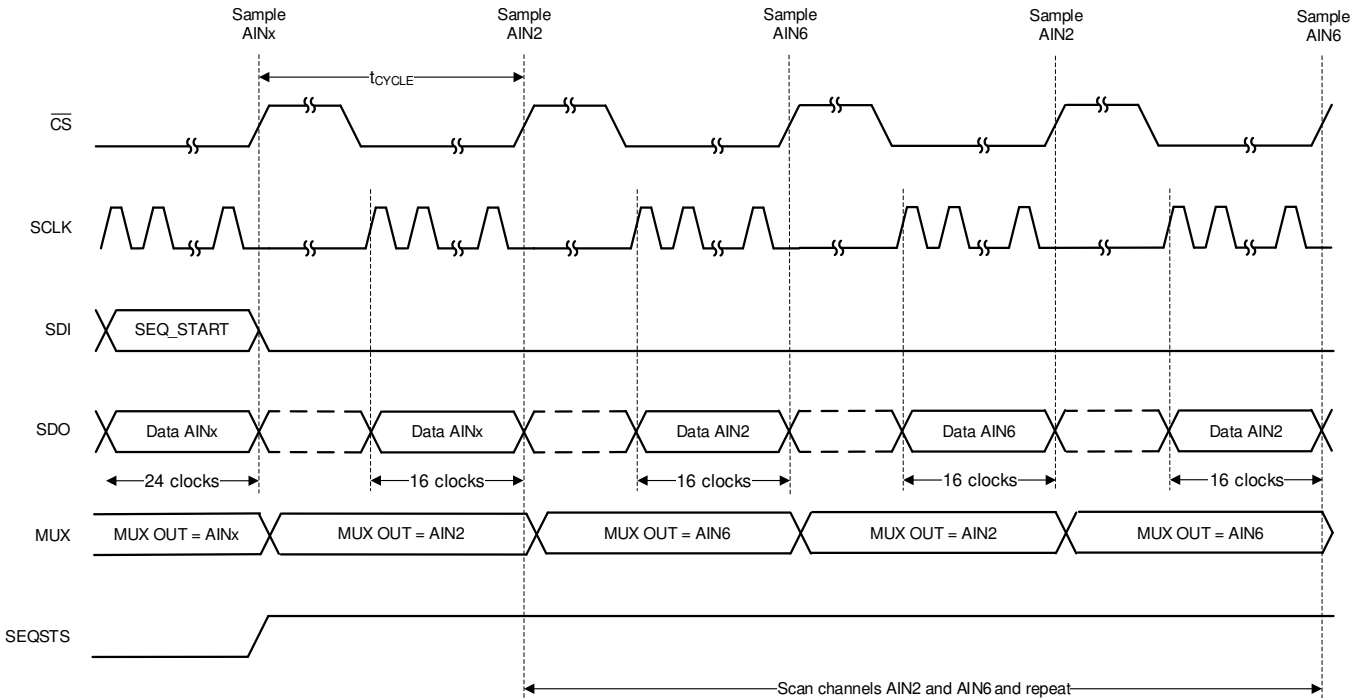 Sample
AINx
Sample
AIN2
Sample
AIN6
Sample
AIN2
Sample
AIN6
tCYCLE
CS
SCLK
SDI
SEQ_START
SDO
Data AINx
Data AINx
Data AIN2
Data AIN6
Data AIN2
24 clocks
16 clocks
16 clocks
16 clocks
16 clocks
MUX
MUX OUT = AINx
MUX OUT = AIN2
MUX OUT = AIN6
MUX OUT = AIN2
MUX OUT = AIN6
SEQSTS
Scan channels AIN2 and AIN6 and repeat